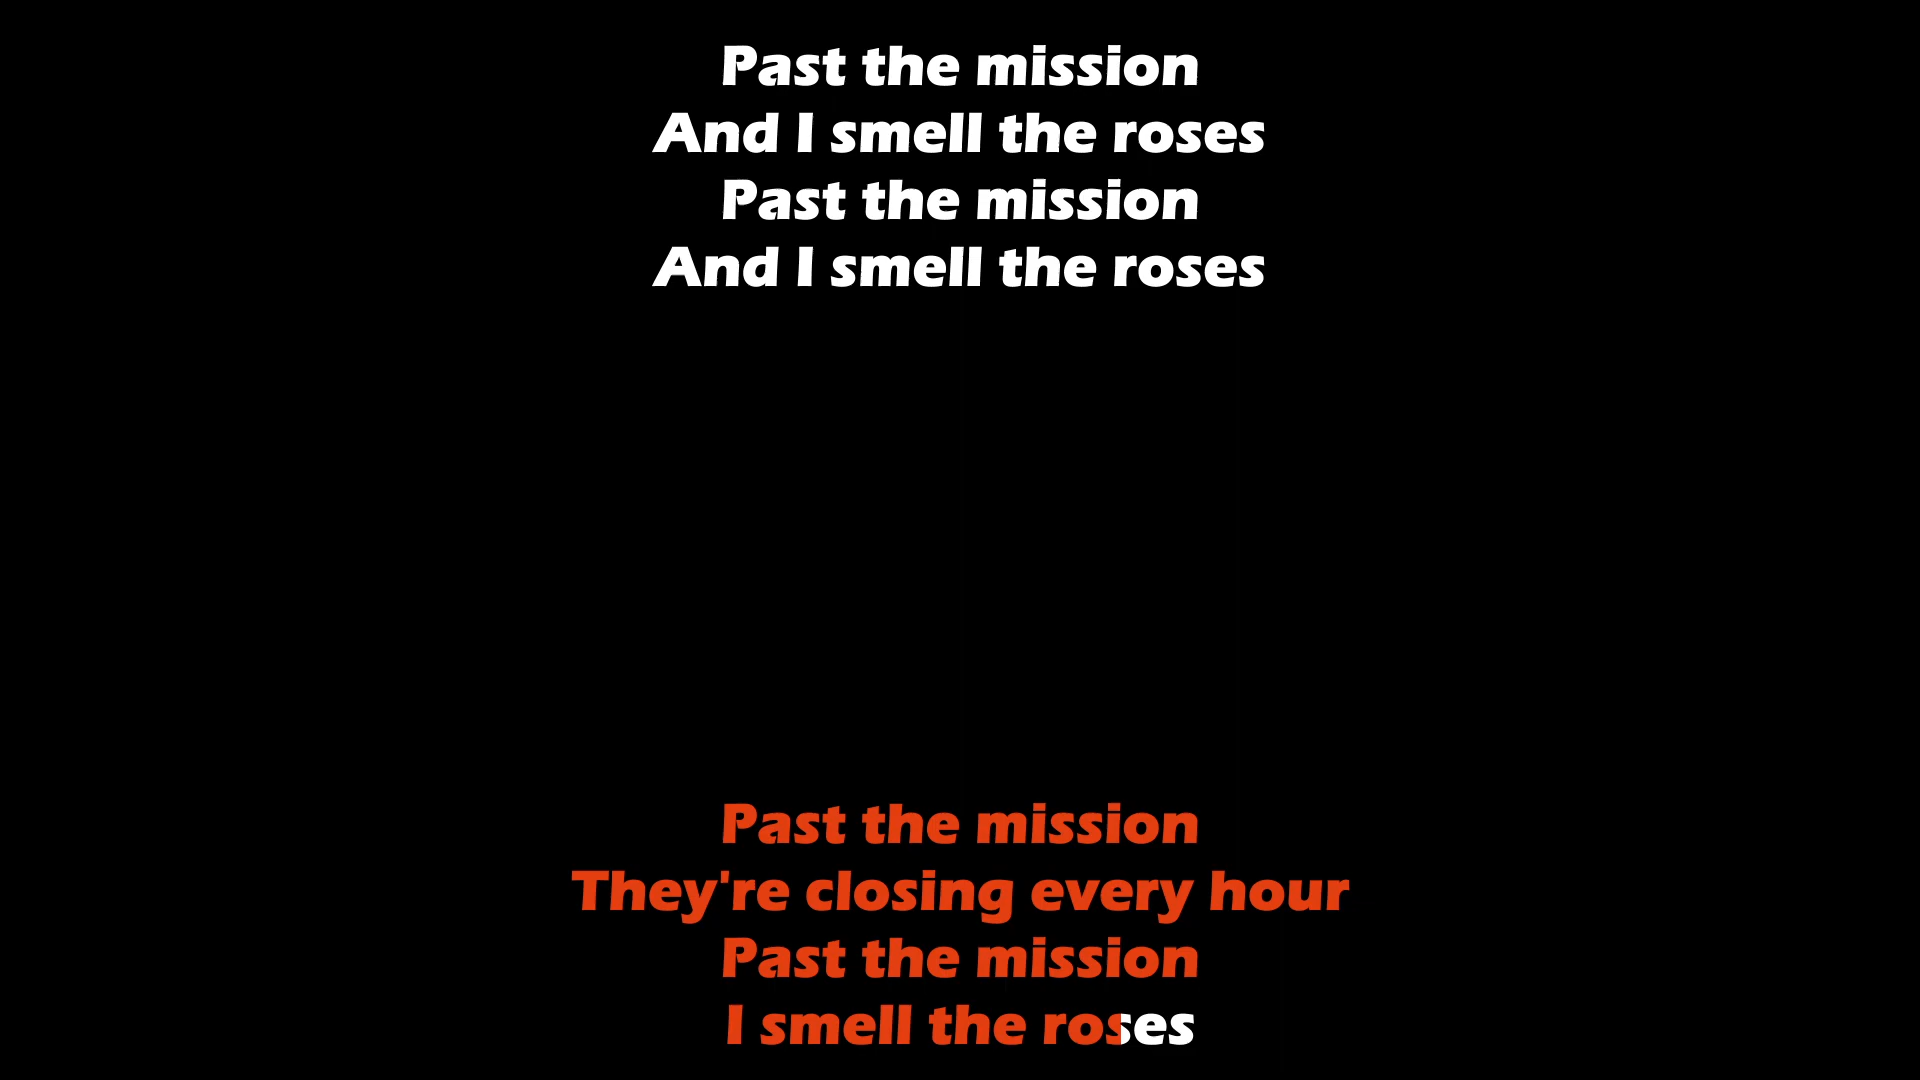 Past the mission
And I smell the roses
Past the mission
And I smell the roses
Past the mission
They're closing every hour
Past the mission
I smell the roses